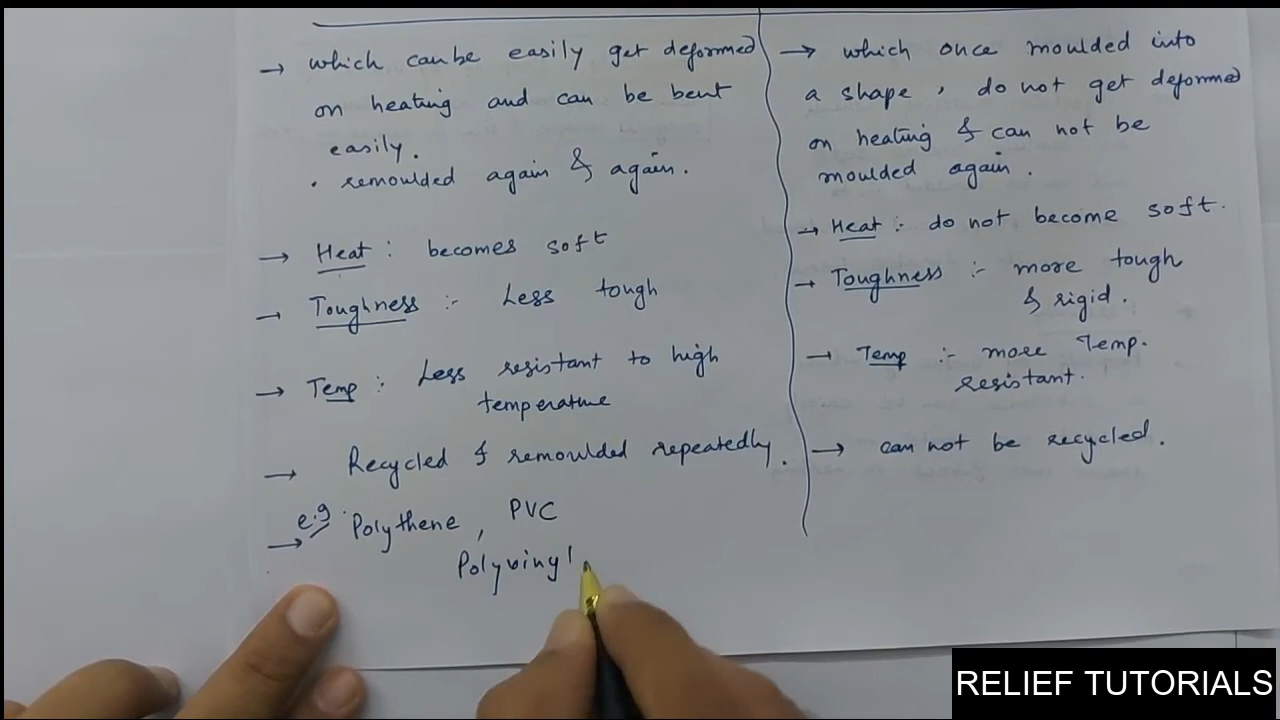 → which canbe easily get deformed
on heating and can be bent
easily.
• remoulded again & again.
→ Heat : becomes soft
→ Toughness :- Less tough
→ Temp :- Less resistant to high
temperature
→ Recycled & remoulded repeatedly.
→ e.g. Polythene, PVC
Polyvinyl
→ which once moulded into
a shape, do not get deformed
on heating & can not be
moulded again.
→ Heat :- do not become soft.
→ Toughness :- more tough
& rigid.
→ Temp :- more Temp.
resistant.
→ can not be recycled.
RELIEF TUTORIALS